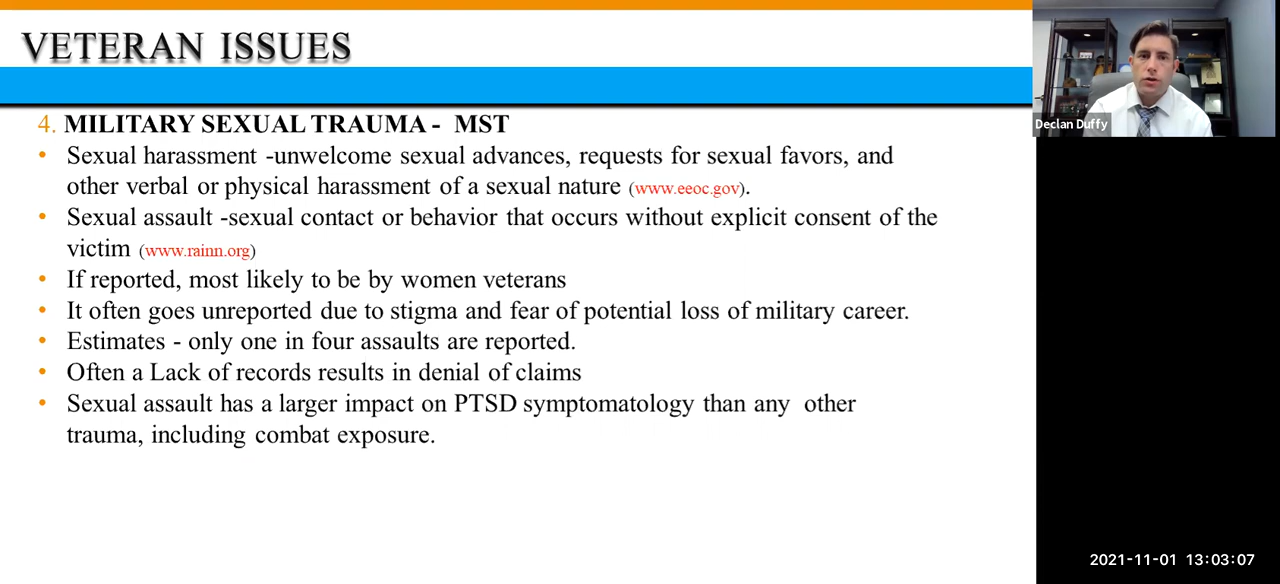 VETERAN ISSUES
4. MILITARY SEXUAL TRAUMA - MST
• Sexual harassment -unwelcome sexual advances, requests for sexual favors, and
other verbal or physical harassment of a sexual nature (www.eeoc.gov).
• Sexual assault -sexual contact or behavior that occurs without explicit consent of the
victim (www.rainn.org)
• If reported, most likely to be by women veterans
• It often goes unreported due to stigma and fear of potential loss of military career.
• Estimates - only one in four assaults are reported.
• Often a Lack of records results in denial of claims
• Sexual assault has a larger impact on PTSD symptomatology than any other
trauma, including combat exposure.
Declan Duffy
2021-11-01 13:03:07